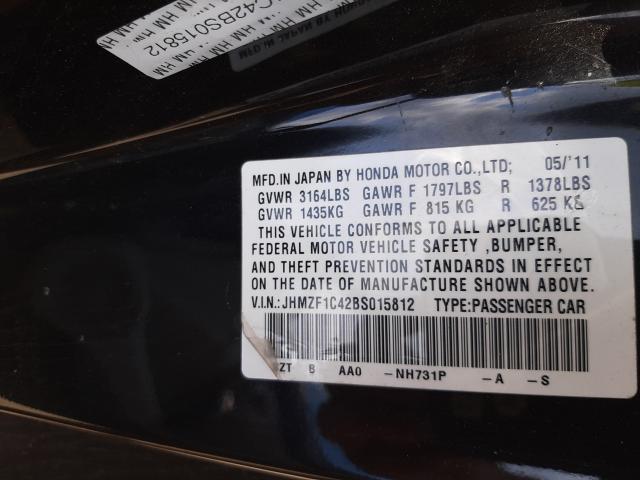 C42BS015812
MFD.IN JAPAN BY HONDA MOTOR CO.,LTD; 05/'11
GVWR 3164LBS GAWR F 1797LBS R 1378LBS
GVWR 1435KG GAWR F 815 KG R 625 KG
THIS VEHICLE CONFORMS TO ALL APPLICABLE
FEDERAL MOTOR VEHICLE SAFETY ,BUMPER,
AND THEFT PREVENTION STANDARDS IN EFFECT
ON THE DATE OF MANUFACTURE SHOWN ABOVE.
V.I.N.:JHMZF1C42BS015812 TYPE:PASSENGER CAR
ZT B AA0 -NH731P -A -S